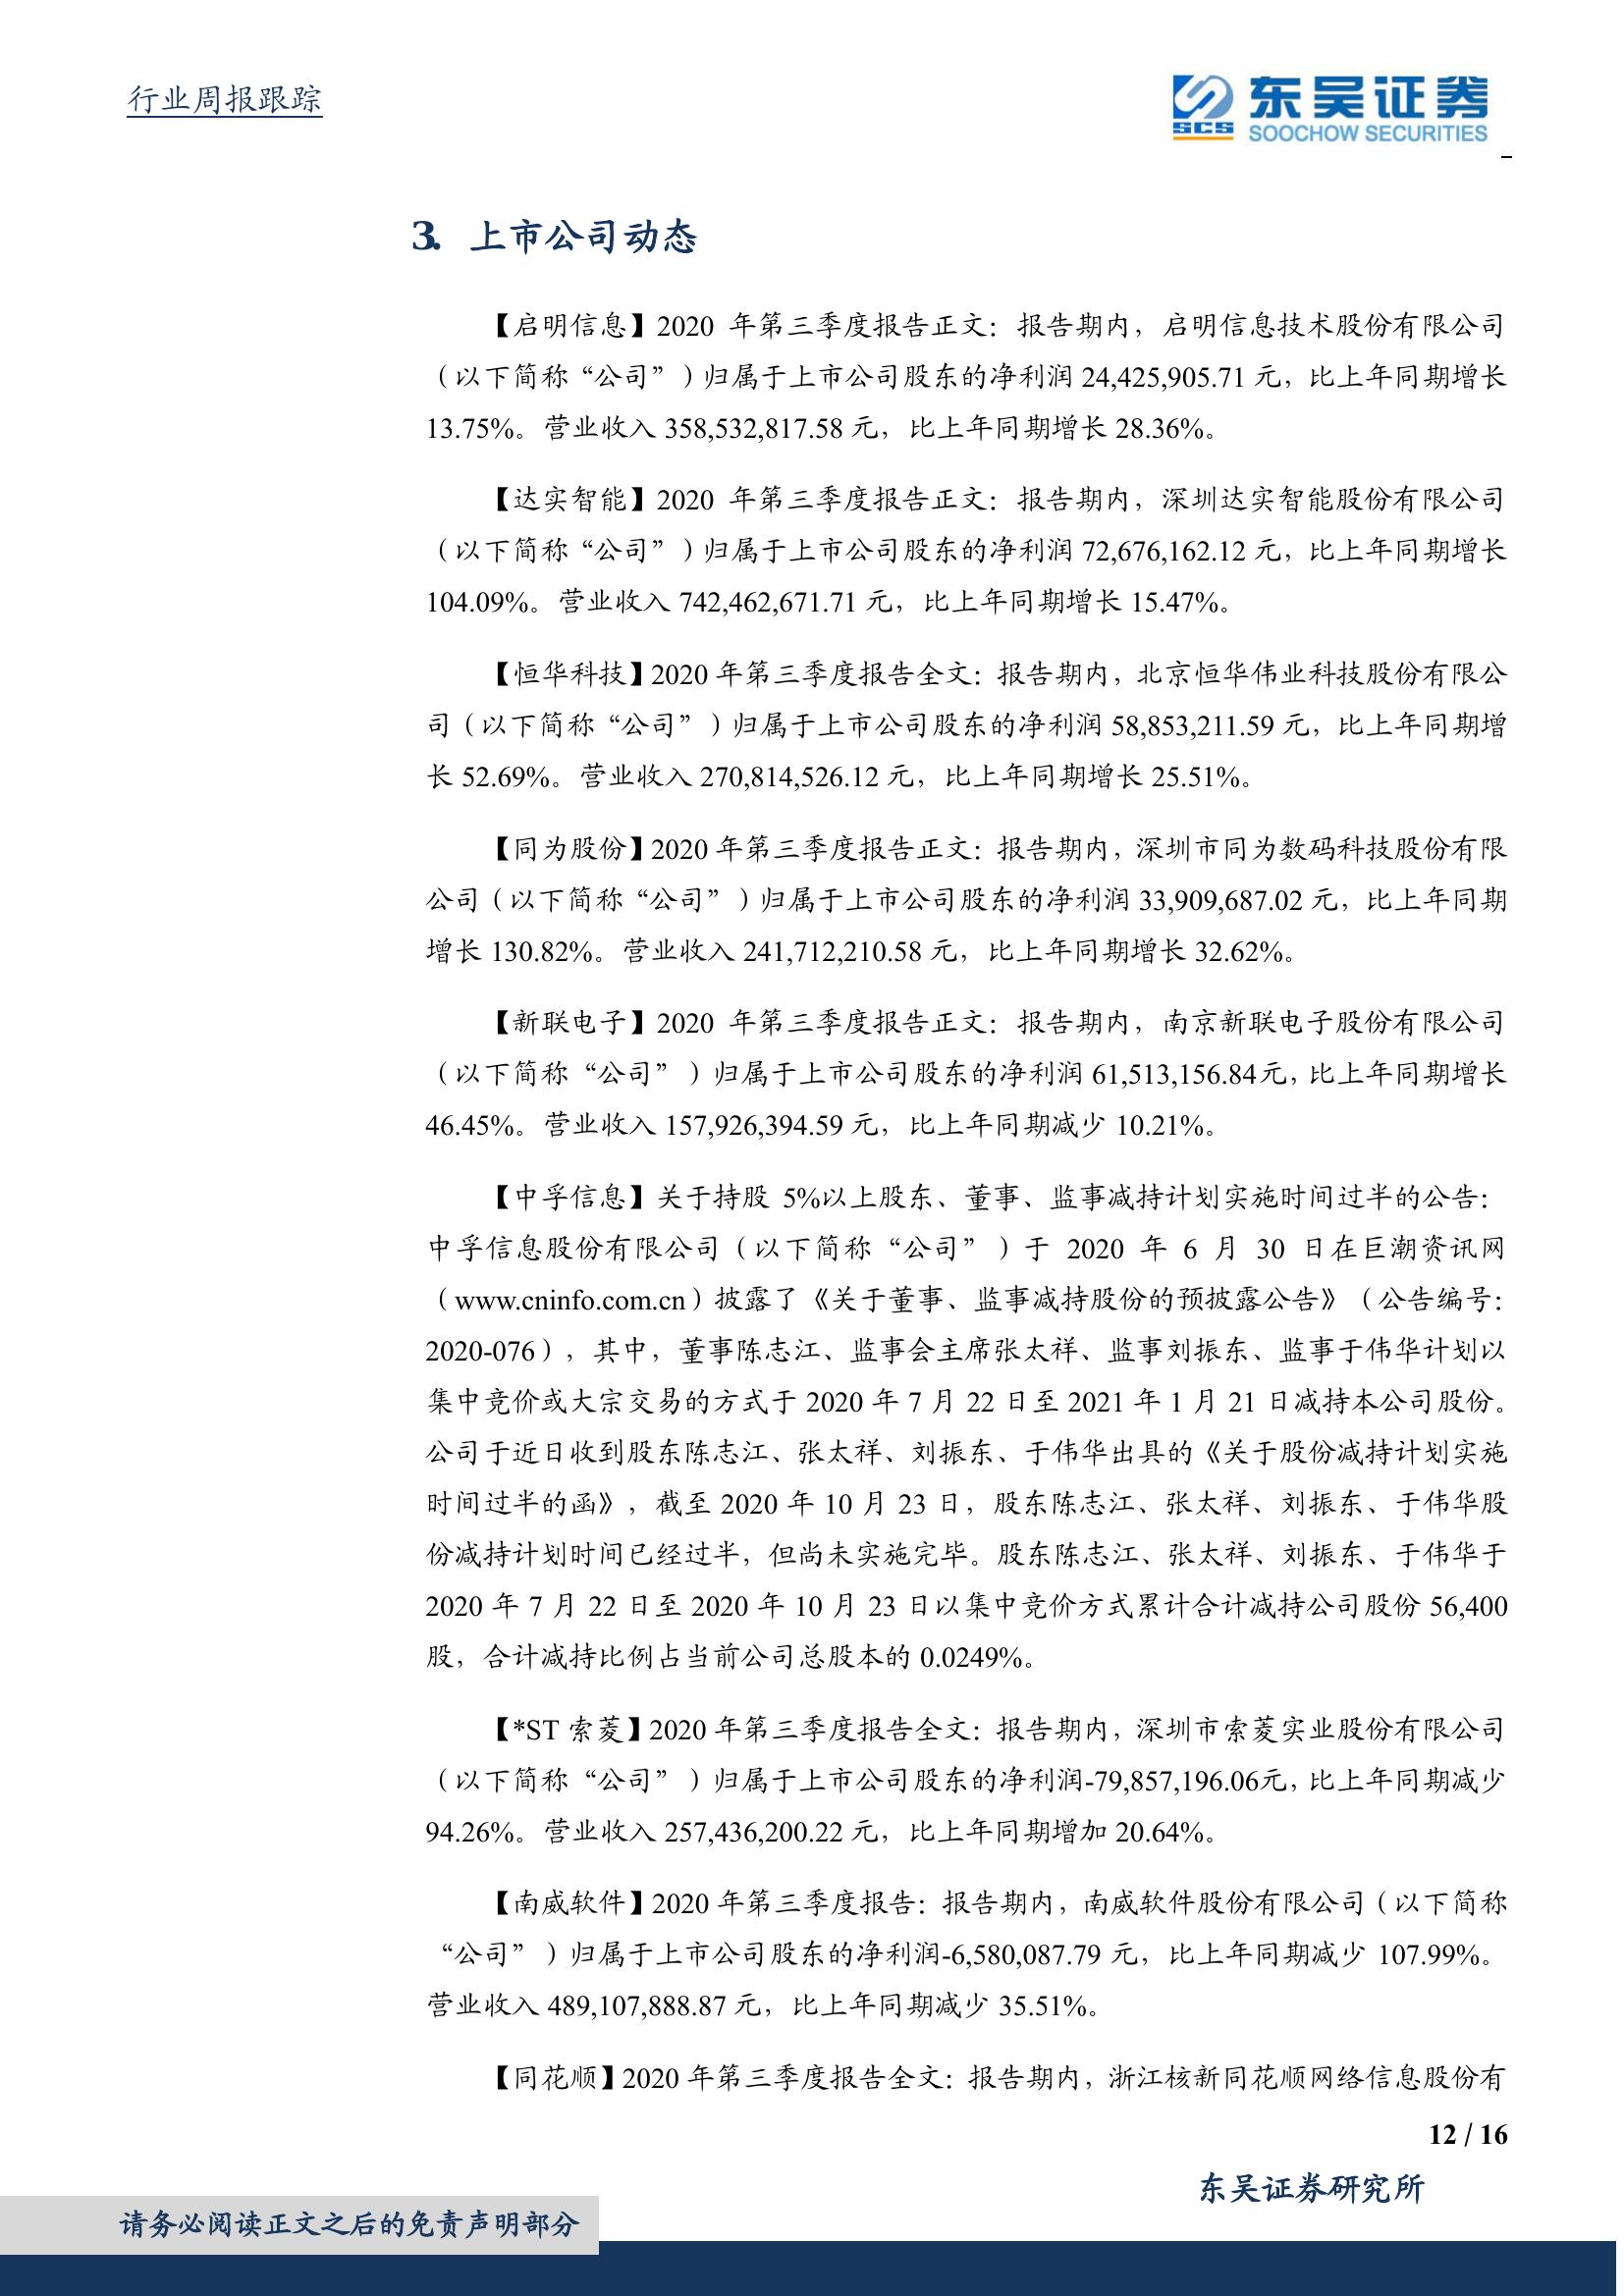 行业周报跟踪
SCS
东吴证券
SOOCHOW SECURITIES
3. 上市公司动态
【启明信息】2020 年第三季度报告正文：报告期内，启明信息技术股份有限公司
（以下简称“公司”）归属于上市公司股东的净利润 24,425,905.71 元，比上年同期增长
13.75%。营业收入 358,532,817.58 元，比上年同期增长 28.36%。
【达实智能】2020 年第三季度报告正文：报告期内，深圳达实智能股份有限公司
（以下简称“公司”）归属于上市公司股东的净利润 72,676,162.12 元，比上年同期增长
104.09%。营业收入 742,462,671.71 元，比上年同期增长 15.47%。
【恒华科技】2020 年第三季度报告全文：报告期内，北京恒华伟业科技股份有限公
司（以下简称“公司”）归属于上市公司股东的净利润 58,853,211.59 元，比上年同期增
长 52.69%。营业收入 270,814,526.12 元，比上年同期增长 25.51%。
【同为股份】2020 年第三季度报告正文：报告期内，深圳市同为数码科技股份有限
公司（以下简称“公司”）归属于上市公司股东的净利润 33,909,687.02 元，比上年同期
增长 130.82%。营业收入 241,712,210.58 元，比上年同期增长 32.62%。
【新联电子】2020 年第三季度报告正文：报告期内，南京新联电子股份有限公司
（以下简称“公司”）归属于上市公司股东的净利润 61,513,156.84元，比上年同期增长
46.45%。营业收入 157,926,394.59 元，比上年同期减少 10.21%。
【中孚信息】关于持股 5%以上股东、董事、监事减持计划实施时间过半的公告：
中孚信息股份有限公司（以下简称“公司”）于 2020 年 6 月 30 日在巨潮资讯网
（www.cninfo.com.cn）披露了《关于董事、监事减持股份的预披露公告》（公告编号：
2020-076），其中，董事陈志江、监事会主席张太祥、监事刘振东、监事于伟华计划以
集中竞价或大宗交易的方式于 2020 年 7 月 22 日至 2021 年 1 月 21 日减持本公司股份。
公司于近日收到股东陈志江、张太祥、刘振东、于伟华出具的《关于股份减持计划实施
时间过半的函》，截至 2020 年 10 月 23 日，股东陈志江、张太祥、刘振东、于伟华股
份减持计划时间已经过半，但尚未实施完毕。股东陈志江、张太祥、刘振东、于伟华于
2020 年 7 月 22 日至 2020 年 10 月 23 日以集中竞价方式累计合计减持公司股份 56,400
股，合计减持比例占当前公司总股本的 0.0249%。
【*ST 索菱】2020 年第三季度报告全文：报告期内，深圳市索菱实业股份有限公司
（以下简称“公司”）归属于上市公司股东的净利润-79,857,196.06元，比上年同期减少
94.26%。营业收入 257,436,200.22 元，比上年同期增加 20.64%。
【南威软件】2020 年第三季度报告：报告期内，南威软件股份有限公司（以下简称
“公司”）归属于上市公司股东的净利润-6,580,087.79 元，比上年同期减少 107.99%。
营业收入 489,107,888.87 元，比上年同期减少 35.51%。
【同花顺】2020 年第三季度报告全文：报告期内，浙江核新同花顺网络信息股份有
12 / 16
东吴证券研究所
请务必阅读正文之后的免责声明部分